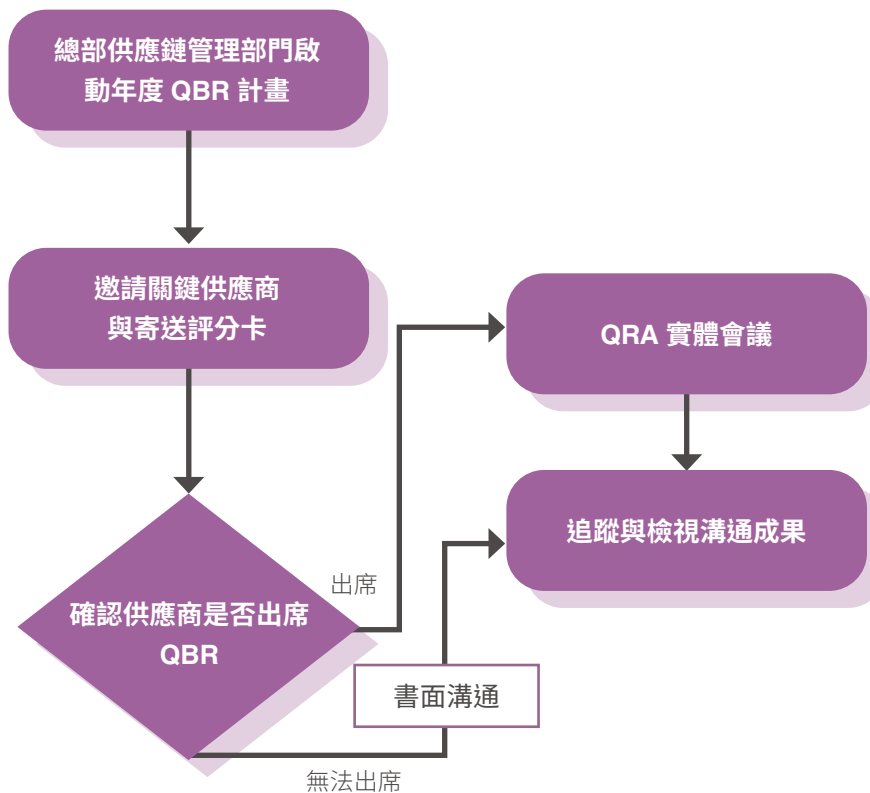 總部供應鏈管理部門啟
動年度 QBR 計畫
邀請關鍵供應商
與寄送評分卡
確認供應商是否出席
QBR
出席
無法出席
書面溝通
QRA 實體會議
追蹤與檢視溝通成果